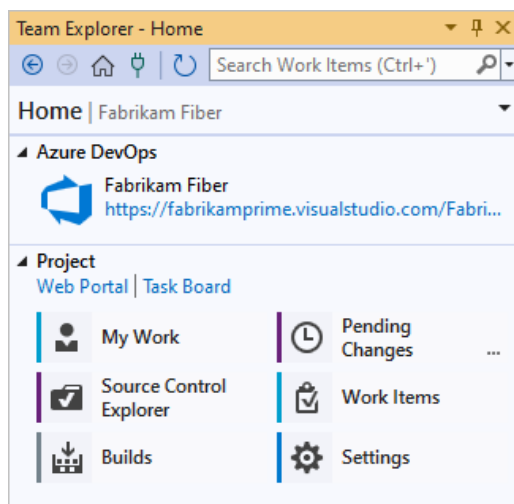 Team Explorer - Home
Search Work Items (Ctrl+')
Home | Fabrikam Fiber
Azure DevOps
Fabrikam Fiber
https://fabrikamprime.visualstudio.com/Fabri...
Project
Web Portal | Task Board
My Work
Pending
Changes ...
Source Control
Explorer
Work Items
Builds
Settings